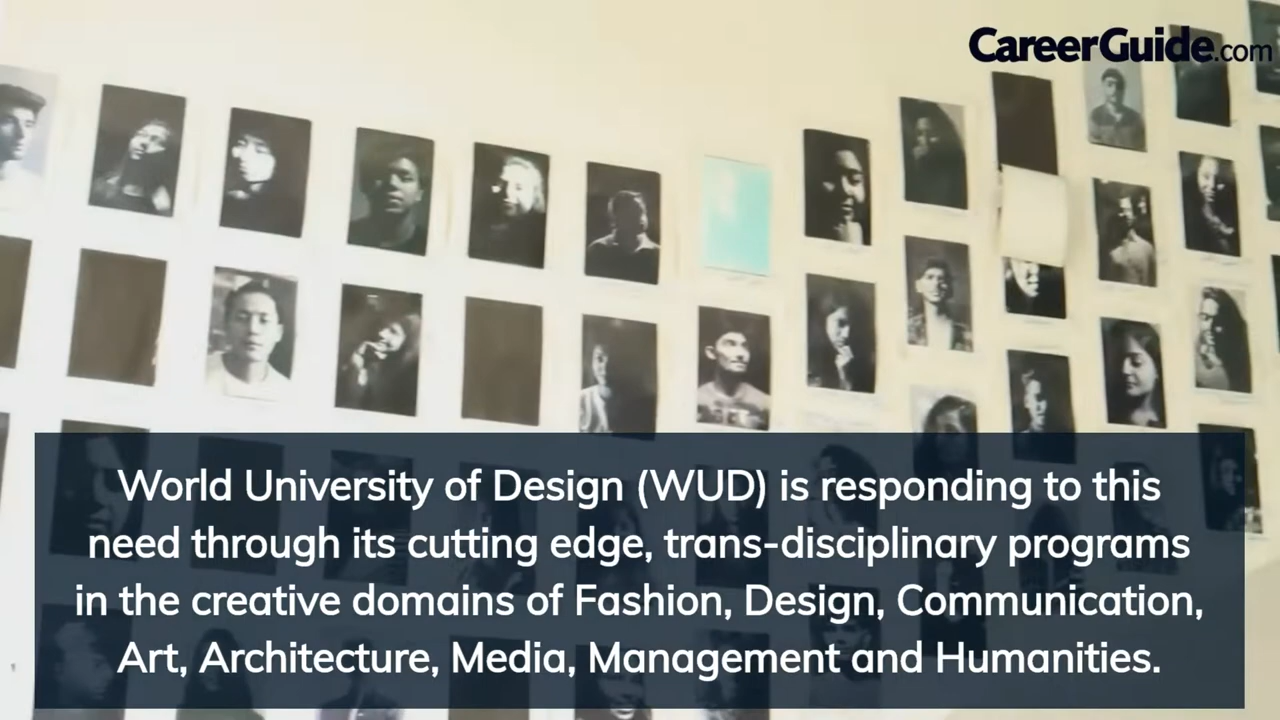 CareerGuide.com
World University of Design (WUD) is responding to this
need through its cutting edge, trans-disciplinary programs
in the creative domains of Fashion, Design, Communication,
Art, Architecture, Media, Management and Humanities.